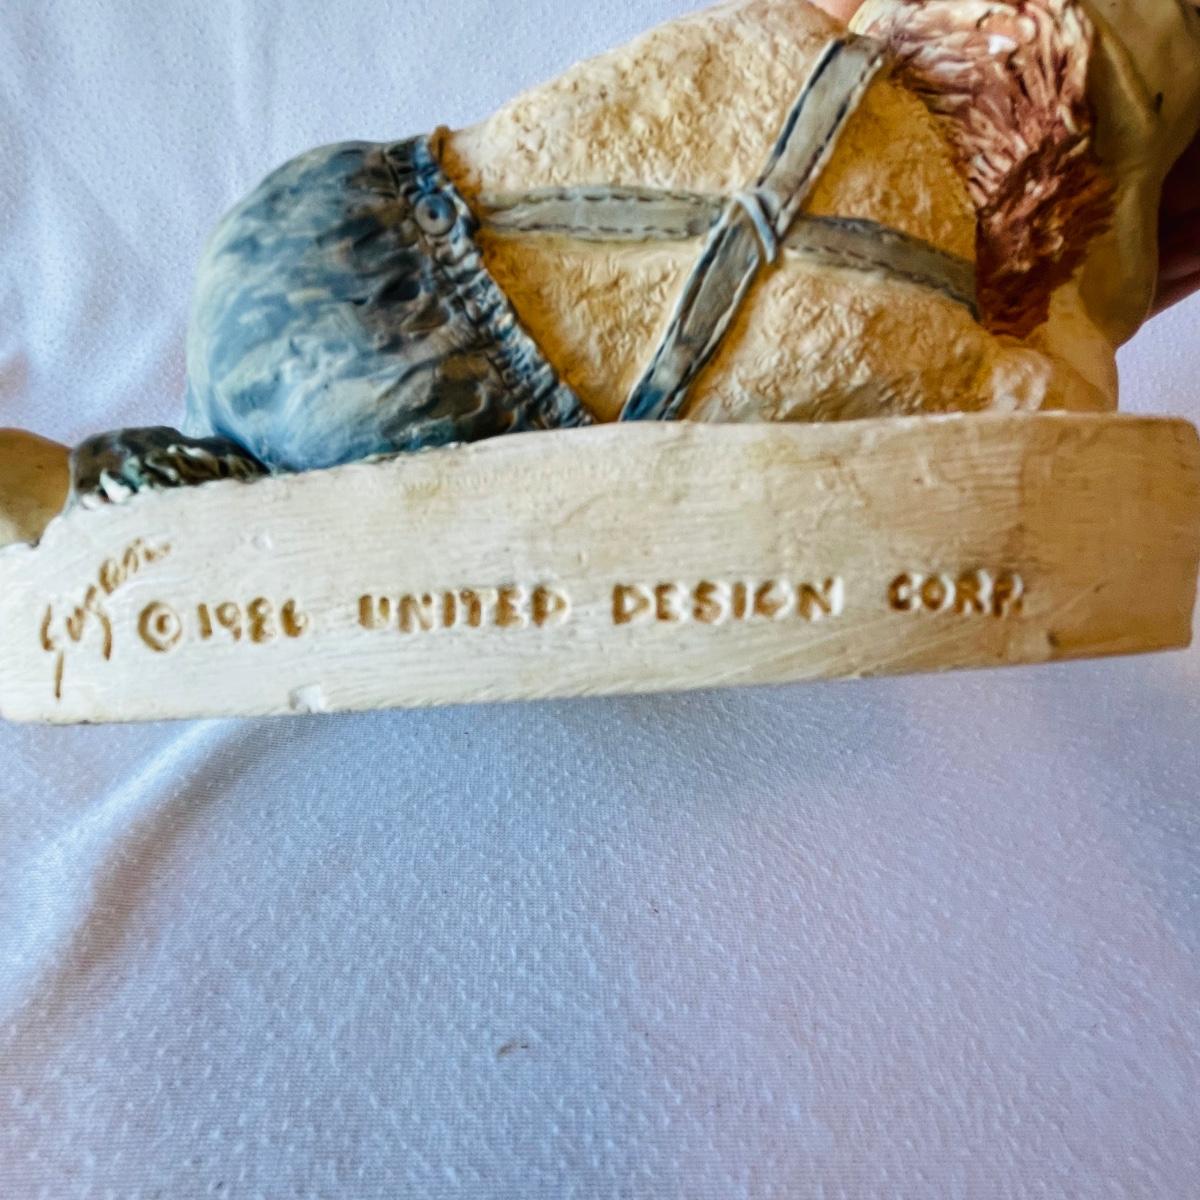 © 1986 UNITED DESIGN CORP.